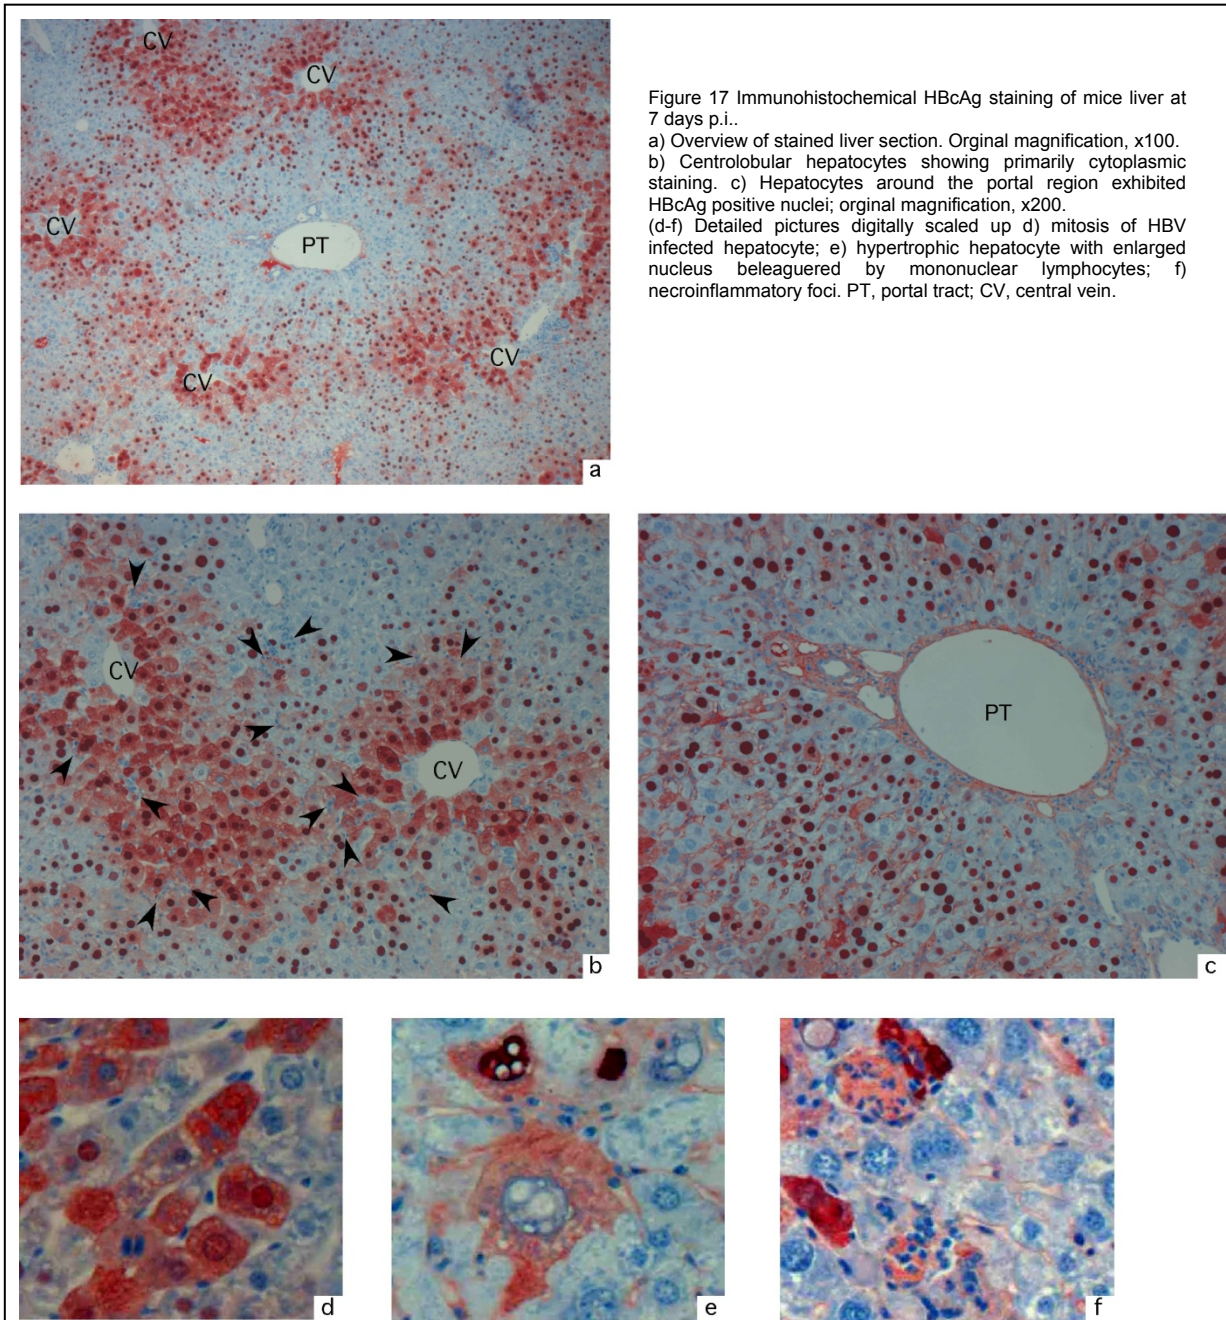 CV
CV
CV
PT
CV
CV
a
Figure 17 Immunohistochemical HBcAg staining of mice liver at
7 days p.i..
a) Overview of stained liver section. Orginal magnification, x100.
b) Centrolobular hepatocytes showing primarily cytoplasmic
staining. c) Hepatocytes around the portal region exhibited
HBcAg positive nuclei; orginal magnification, x200.
(d-f) Detailed pictures digitally scaled up d) mitosis of HBV
infected hepatocyte; e) hypertrophic hepatocyte with enlarged
nucleus beleaguered by mononuclear lymphocytes; f)
necroinflammatory foci. PT, portal tract; CV, central vein.
CV
CV
b
PT
c
d
e
f